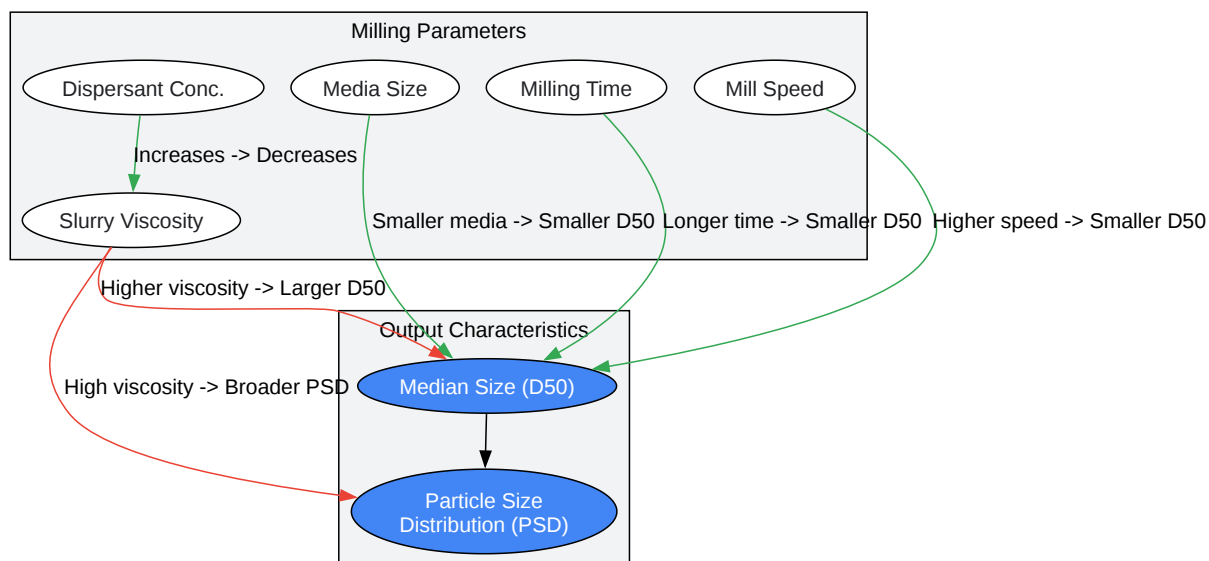 Milling Parameters
Dispersant Conc.
Media Size
Milling Time
Mill Speed
Increases -> Decreases
Slurry Viscosity
Smaller media -> Smaller D50
Longer time -> Smaller D50
Higher speed -> Smaller D50
Higher viscosity -> Larger D50
Output Characteristics
Median Size (D50)
High viscosity -> Broader PSD
Particle Size
Distribution (PSD)